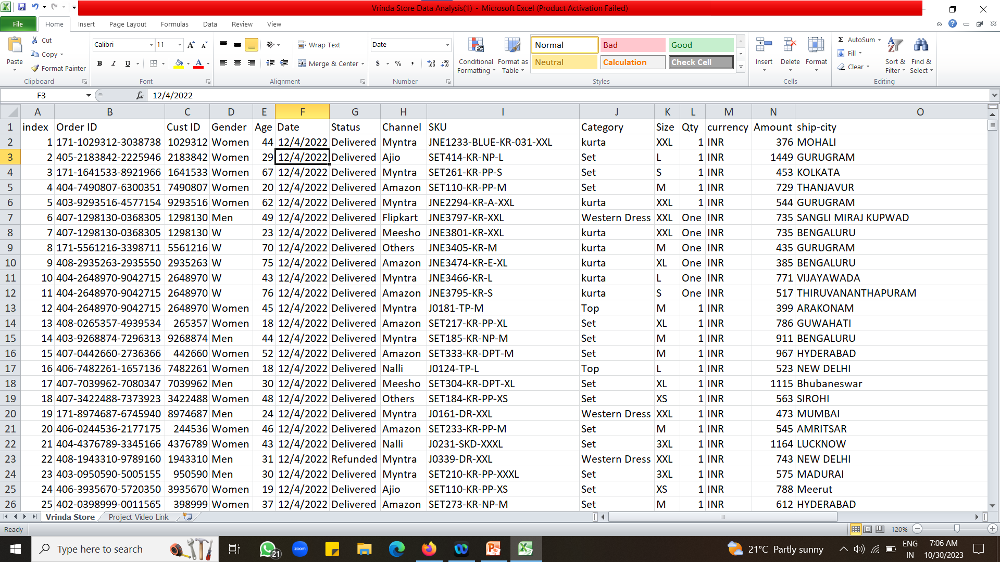 Vrinda Store Data Analysis(1) - Microsoft Excel (Product Activation Failed)
File Home Insert Page Layout Formulas Data Review View
Paste Cut Copy Format Painter
Calibri 11
B I U
Wrap Text
Merge & Center
Date
$ % ,
Conditional Formatting Format as Table
Normal Bad Good
Neutral Calculation Check Cell
Insert Delete Format
Σ AutoSum Fill Clear
Sort & Filter Find & Select
Clipboard Font Alignment Number Styles Cells Editing
F3 fx 12/4/2022
A B C D E F G H I J K L M N O
1 index Order ID Cust ID Gender Age Date Status Channel SKU Category Size Qty currency Amount ship-city
2 1 171-1029312-3038738 1029312 Women 44 12/4/2022 Delivered Myntra JNE1233-BLUE-KR-031-XXL kurta XXL 1 INR 376 MOHALI
3 2 405-2183842-2225946 2183842 Women 29 12/4/2022 Delivered Ajio SET414-KR-NP-L Set L 1 INR 1449 GURUGRAM
4 3 171-1641533-8921966 1641533 Women 67 12/4/2022 Delivered Myntra SET261-KR-PP-S Set S 1 INR 453 KOLKATA
5 4 404-7490807-6300351 7490807 Women 20 12/4/2022 Delivered Amazon SET110-KR-PP-M Set M 1 INR 729 THANJAVUR
6 5 403-9293516-4577154 9293516 Women 62 12/4/2022 Delivered Myntra JNE2294-KR-A-XXL kurta XXL 1 INR 544 GURUGRAM
7 6 407-1298130-0368305 1298130 Men 49 12/4/2022 Delivered Flipkart JNE3797-KR-XXL Western Dress XXL One INR 735 SANGLI MIRAJ KUPWAD
8 7 407-1298130-0368305 1298130 W 23 12/4/2022 Delivered Meesho JNE3801-KR-XXL kurta XXL One INR 735 BENGALURU
9 8 171-5561216-3398711 5561216 W 70 12/4/2022 Delivered Others JNE3405-KR-M kurta M One INR 435 GURUGRAM
10 9 408-2935263-2935550 2935263 W 75 12/4/2022 Delivered Amazon JNE3474-KR-E-XL kurta XL One INR 385 BENGALURU
11 10 404-2648970-9042715 2648970 W 43 12/4/2022 Delivered Myntra JNE3466-KR-L kurta L One INR 771 VIJAYAWADA
12 11 404-2648970-9042715 2648970 W 76 12/4/2022 Delivered Amazon JNE3795-KR-S kurta S One INR 517 THIRUVANANTHAPURAM
13 12 404-2648970-9042715 2648970 Women 45 12/4/2022 Delivered Myntra J0181-TP-M Top M 1 INR 399 ARAKONAM
14 13 408-0265357-4939534 265357 Women 18 12/4/2022 Delivered Amazon SET217-KR-PP-XL Set XL 1 INR 786 GUWAHATI
15 14 403-9268874-7296313 9268874 Men 44 12/4/2022 Delivered Myntra SET185-KR-NP-M Set M 1 INR 911 BENGALURU
16 15 407-0442660-2736366 442660 Women 52 12/4/2022 Delivered Amazon SET333-KR-DPT-M Set M 1 INR 967 HYDERABAD
17 16 406-7482261-1657136 7482261 Women 18 12/4/2022 Delivered Nalli J0124-TP-L Top L 1 INR 523 NEW DELHI
18 17 407-7039962-7080347 7039962 Men 30 12/4/2022 Delivered Meesho SET304-KR-DPT-XL Set XL 1 INR 1115 Bhubaneswar
19 18 407-3422488-7373923 3422488 Women 48 12/4/2022 Delivered Others SET184-KR-PP-XS Set XS 1 INR 563 SIROHI
20 19 171-8974687-6745940 8974687 Men 24 12/4/2022 Delivered Myntra J0161-DR-XXL Western Dress XXL 1 INR 473 MUMBAI
21 20 406-0244536-2177175 244536 Women 46 12/4/2022 Delivered Amazon SET233-KR-PP-M Set M 1 INR 545 AMRITSAR
22 21 404-4376789-3345166 4376789 Women 43 12/4/2022 Delivered Nalli J0231-SKD-XXXL Set 3XL 1 INR 1164 LUCKNOW
23 22 408-1943310-9789160 1943310 Men 31 12/4/2022 Refunded Myntra J0339-DR-XXL Western Dress XXL 1 INR 743 NEW DELHI
24 23 403-0950590-5005155 950590 Men 30 12/4/2022 Delivered Myntra SET210-KR-PP-XXXL Set 3XL 1 INR 575 MADURAI
25 24 406-3935670-5720350 3935670 Women 19 12/4/2022 Delivered Ajio SET110-KR-PP-XS Set XS 1 INR 788 Meerut
26 25 402-0398999-0011565 398999 Women 37 12/4/2022 Delivered Amazon SET273-KR-NP-M Set M 1 INR 612 HYDERABAD
Vrinda Store Project Video Link
Ready 120%
Type here to search 21 zoom 21°C Partly sunny ENG IN 7:06 AM 10/30/2023